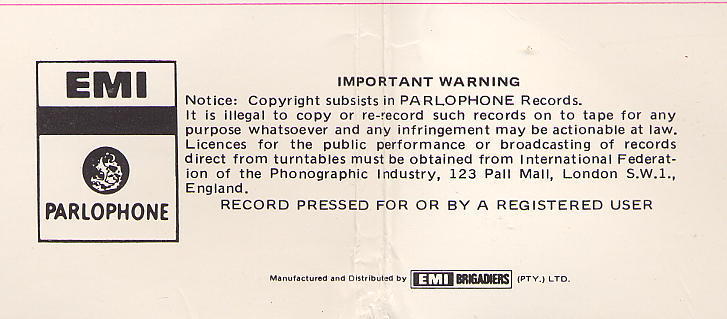 EMI
PARLOPHONE
IMPORTANT WARNING
Notice: Copyright subsists in PARLOPHONE Records.
It is illegal to copy or re-record such records on to tape for any
purpose whatsoever and any infringement may be actionable at law.
Licences for the public performance or broadcasting of records
direct from turntables must be obtained from International Federat-
ion of the Phonographic Industry, 123 Pall Mall, London S.W.1.,
England.
RECORD PRESSED FOR OR BY A REGISTERED USER
Manufactured and Distributed by EMI BRIGADIERS (PTY.) LTD.